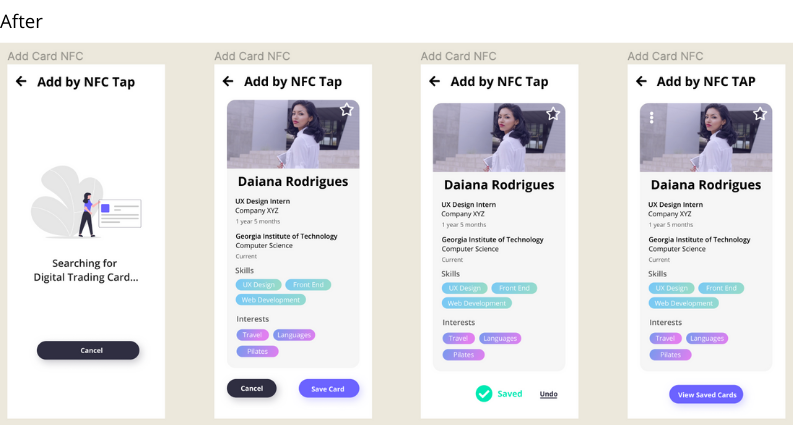 After
Add Card NFC
Add by NFC Tap
Searching for
Digital Trading Card...
Cancel
Add Card NFC
Add by NFC Tap
Daiana Rodrigues
UX Design Intern
Company XYZ
1 year 5 months
Georgia Institute of Technology
Computer Science
Current
Skills
UX Design Front End
Web Development
Interests
Travel Languages
Pilates
Cancel Save Card
Add Card NFC
Add by NFC Tap
Daiana Rodrigues
UX Design Intern
Company XYZ
1 year 5 months
Georgia Institute of Technology
Computer Science
Current
Skills
UX Design Front End
Web Development
Interests
Travel Languages
Pilates
Saved Undo
Add Card NFC
Add by NFC TAP
Daiana Rodrigues
UX Design Intern
Company XYZ
1 year 5 months
Georgia Institute of Technology
Computer Science
Current
Skills
UX Design Front End
Web Development
Interests
Travel Languages
Pilates
View Saved Cards